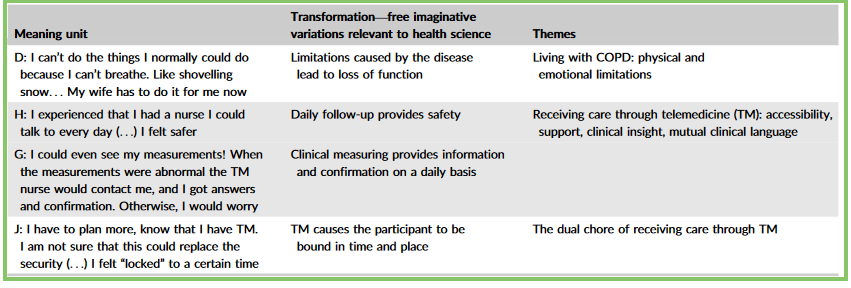 Meaning unit
Transformation—free imaginative
variations relevant to health science
Themes
D: I can't do the things I normally could do
because I can't breathe. Like shovelling
snow... My wife has to do it for me now
Limitations caused by the disease
lead to loss of function
Living with COPD: physical and
emotional limitations
H: I experienced that I had a nurse I could
talk to every day (...) I felt safer
Daily follow-up provides safety
Receiving care through telemedicine (TM): accessibility,
support, clinical insight, mutual clinical language
G: I could even see my measurements! When
the measurements were abnormal the TM
nurse would contact me, and I got answers
and confirmation. Otherwise, I would worry
Clinical measuring provides information
and confirmation on a daily basis
J: I have to plan more, know that I have TM.
I am not sure that this could replace the
security (...) I felt "locked" to a certain time
TM causes the participant to be
bound in time and place
The dual chore of receiving care through TM